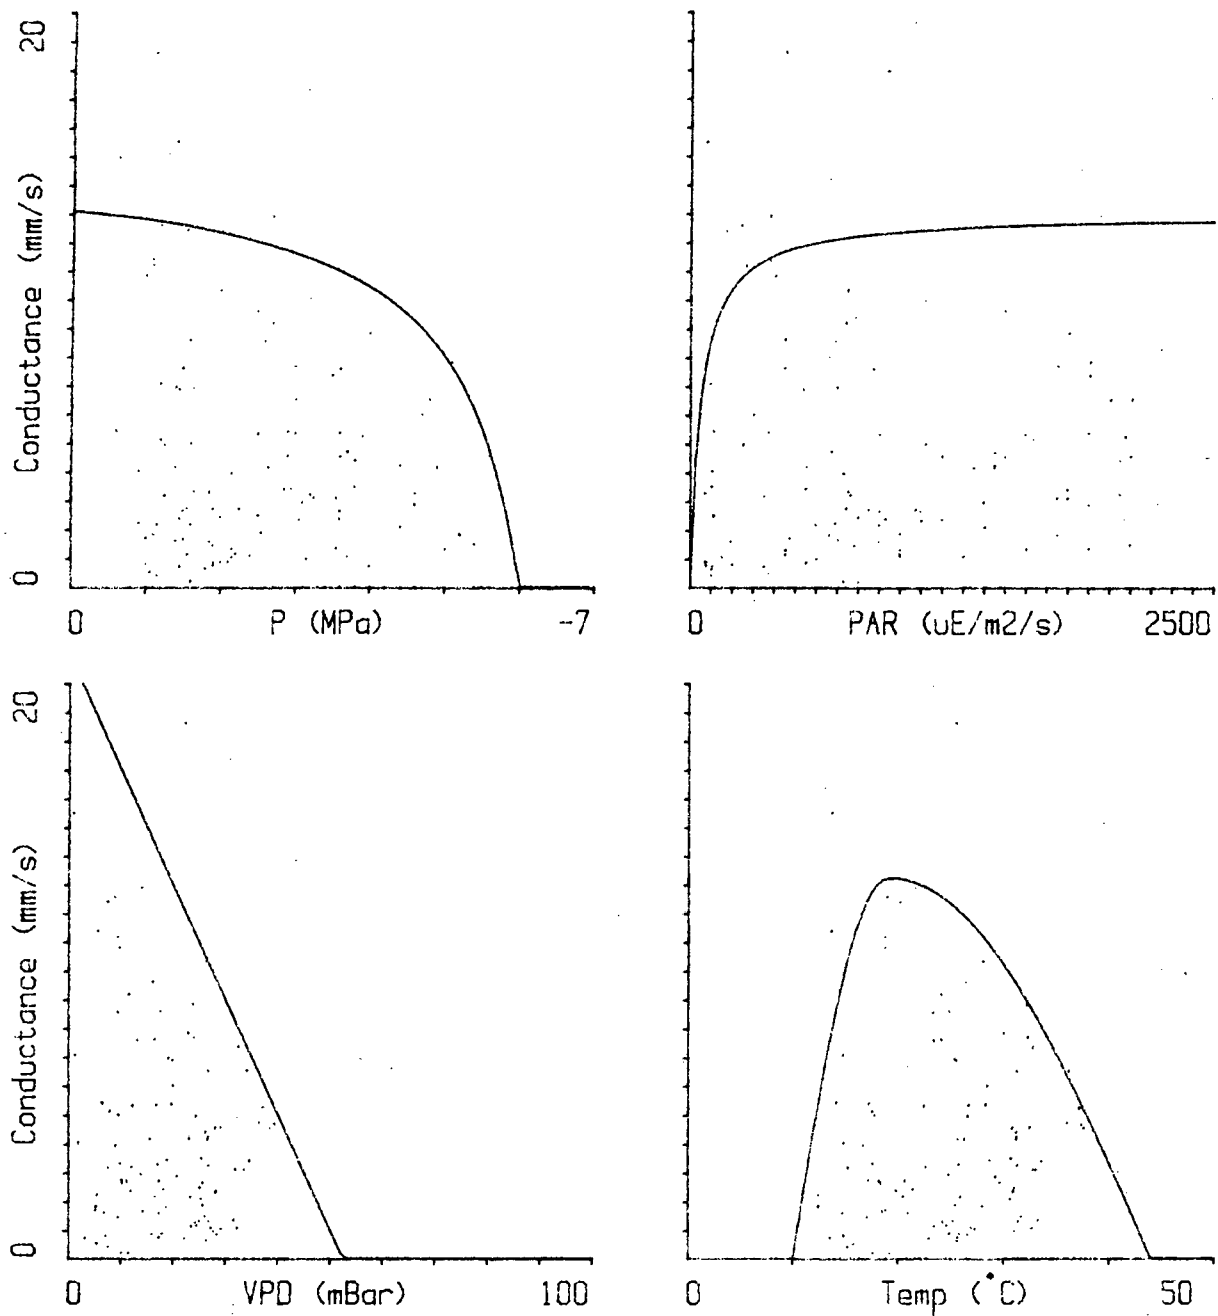 20
Conductance (mm/s)
0
0 P (MPa) -7
0 PAR (uE/m2/s) 2500
20
Conductance (mm/s)
0
0 VPD (mBar) 100
0 Temp (°C) 50